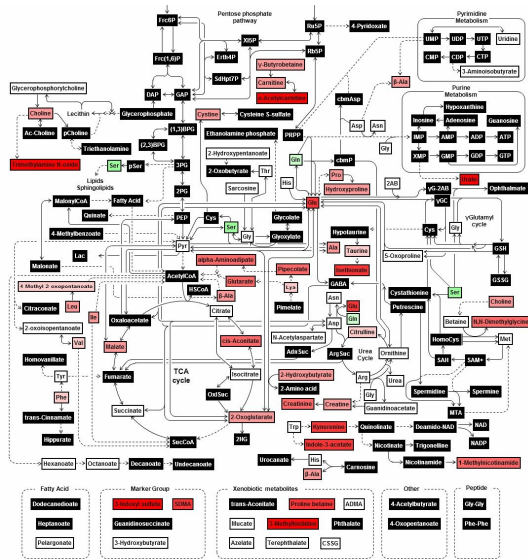 Frc6P
Pentose phosphate
pathway
Ru5P
4-Pyridoxate
Pyrimidine
Metabolism
Xl5P
Rb5P
UMP
UDP
UTP
Uridine
Erth4P
γ-Butyrobetaine
CMP
CDP
CTP
Frc(1,6)P
SdHpt7P
Carnitine
3-Aminoisobutyrate
DAP
GAP
β-Ala
Glycerophosphorylcholine
Purine
Metabolism
Lecithin
Glycerophosphate
Cystine
Cysteine S-sulfate
cbmAsp
Hypoxanthine
Choline
(1,3)BPG
Ethanolamine phosphate
PRPP
Asp
Asn
Inosine
Adenosine
Guanosine
Ac-Choline
pCholine
Gly
IMP
AMP
ADP
ATP
Triethanolamine
(2,3)BPG
2-Hydroxypentanoate
Gln
cbmP
XMP
GMP
GDP
GTP
Trimethylamine N-oxide
Ser
pSer
3PG
2-Oxobutyrate
Thr
His
Pro
Urate
Lipids
Sphingolipids
Sarcosine
Hydroxyproline
2AB
γG-2AB
Ophthalmate
MalonylCoA
Fatty Acid
2PG
Glu
γGC
Quinate
PEP
Cys
Glycolate
Hypotaurine
Cys
Gly
γGlutamyl
cycle
4-Methylbenzoate
Ser
Gly
Glyoxylate
Ala
Taurine
Pyr
5-Oxoproline
GSH
Malonate
Lac
alpha-Aminoadipate
Pipecolate
Isethionate
AcetylCoA
Glutarate
GABA
Cystathionine
GSSG
4-Methyl-2-oxopentanoate
HSCoA
β-Ala
Lys
Asn
Glu
Ser
Leu
Pimelate
Gln
Putrescine
Choline
Citraconate
Ile
Citrate
Asp
Citrulline
Betaine
N,N-Dimethylglycine
2-oxoisopentanoate
Oxaloacetate
N-Acetylaspartate
HomoCys
Val
Malate
cis-Aconitate
AdnSuc
ArgSuc
Urea
Cycle
Ornithine
Met
Homovanillate
SAH
SAM+
Tyr
Fumarate
TCA
cycle
Isocitrate
2-Hydroxybutyrate
Arg
Urea
Phe
OxlSuc
2-Amino acid
Gly
Spermidine
Spermine
trans-Cinnamate
Succinate
Creatinine
Creatine
Guanidinoacetate
MTA
2-Oxoglutarate
Hipperate
Trp
Kynurenine
Quinolinate
Deamido-NAD
NAD
SucCoA
2HG
Indole-3-acetate
Nicotinate
Trigonelline
NADP
Hexanoate
Octanoate
Decanoate
Undecanoate
Urocanate
His
Carnosine
Nicotinamide
1-Methylnicotinamide
β-Ala
Fatty Acid
Marker Group
Xenobiotic metabolites
Other
Peptide
Dodecanedioate
3-Indoxyl sulfate
SDMA
trans-Aconitate
Proline betaine
ADMA
4-Acetylbutyrate
Gly-Gly
Heptanoate
Guanidinosuccinate
Mucate
Phthalate
4-Oxopentanoate
Phe-Phe
Pelargonate
3-Hydroxybutyrate
Azelate
Terephthalate
CSSG